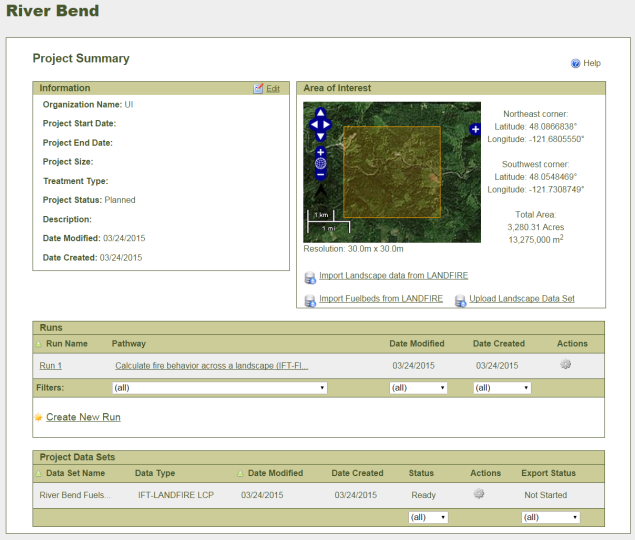 River Bend
Project Summary
Help
Information
Edit
Organization Name: UI
Project Start Date:
Project End Date:
Project Size:
Treatment Type:
Project Status: Planned
Description:
Date Modified: 03/24/2015
Date Created: 03/24/2015
Area of Interest
1 km
1 mi
Northeast corner:
Latitude: 48.0866838°
Longitude: -121.6805550°
Southwest corner:
Latitude: 48.0548469°
Longitude: -121.7308749°
Total Area:
3,280.31 Acres
13,275,000 m2
Resolution: 30.0m x 30.0m
Import Landscape data from LANDFIRE
Import Fuelbeds from LANDFIRE Upload Landscape Data Set
Runs
Run Name Pathway Date Modified Date Created Actions
Run 1 Calculate fire behavior across a landscape (IFT-FI... 03/24/2015 03/24/2015
Filters: (all) (all) (all)
Create New Run
Project Data Sets
Data Set Name Data Type Date Modified Date Created Status Actions Export Status
River Bend Fuels... IFT-LANDFIRE LCP 03/24/2015 03/24/2015 Ready Not Started
(all) (all)